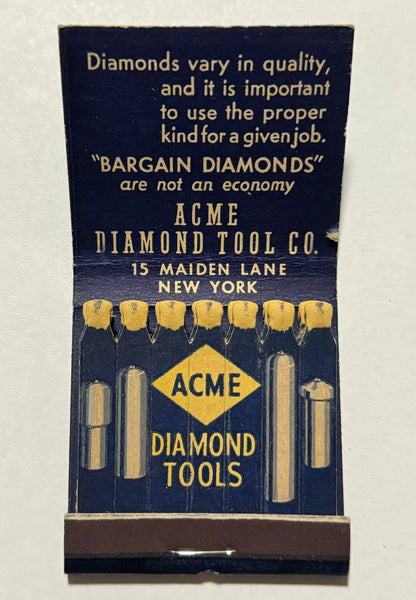 Diamonds vary in quality,
and it is important
to use the proper
kind for a given job.
"BARGAIN DIAMONDS"
are not an economy
ACME
DIAMOND TOOL CO.
15 MAIDEN LANE
NEW YORK
ACME
DIAMOND
TOOLS